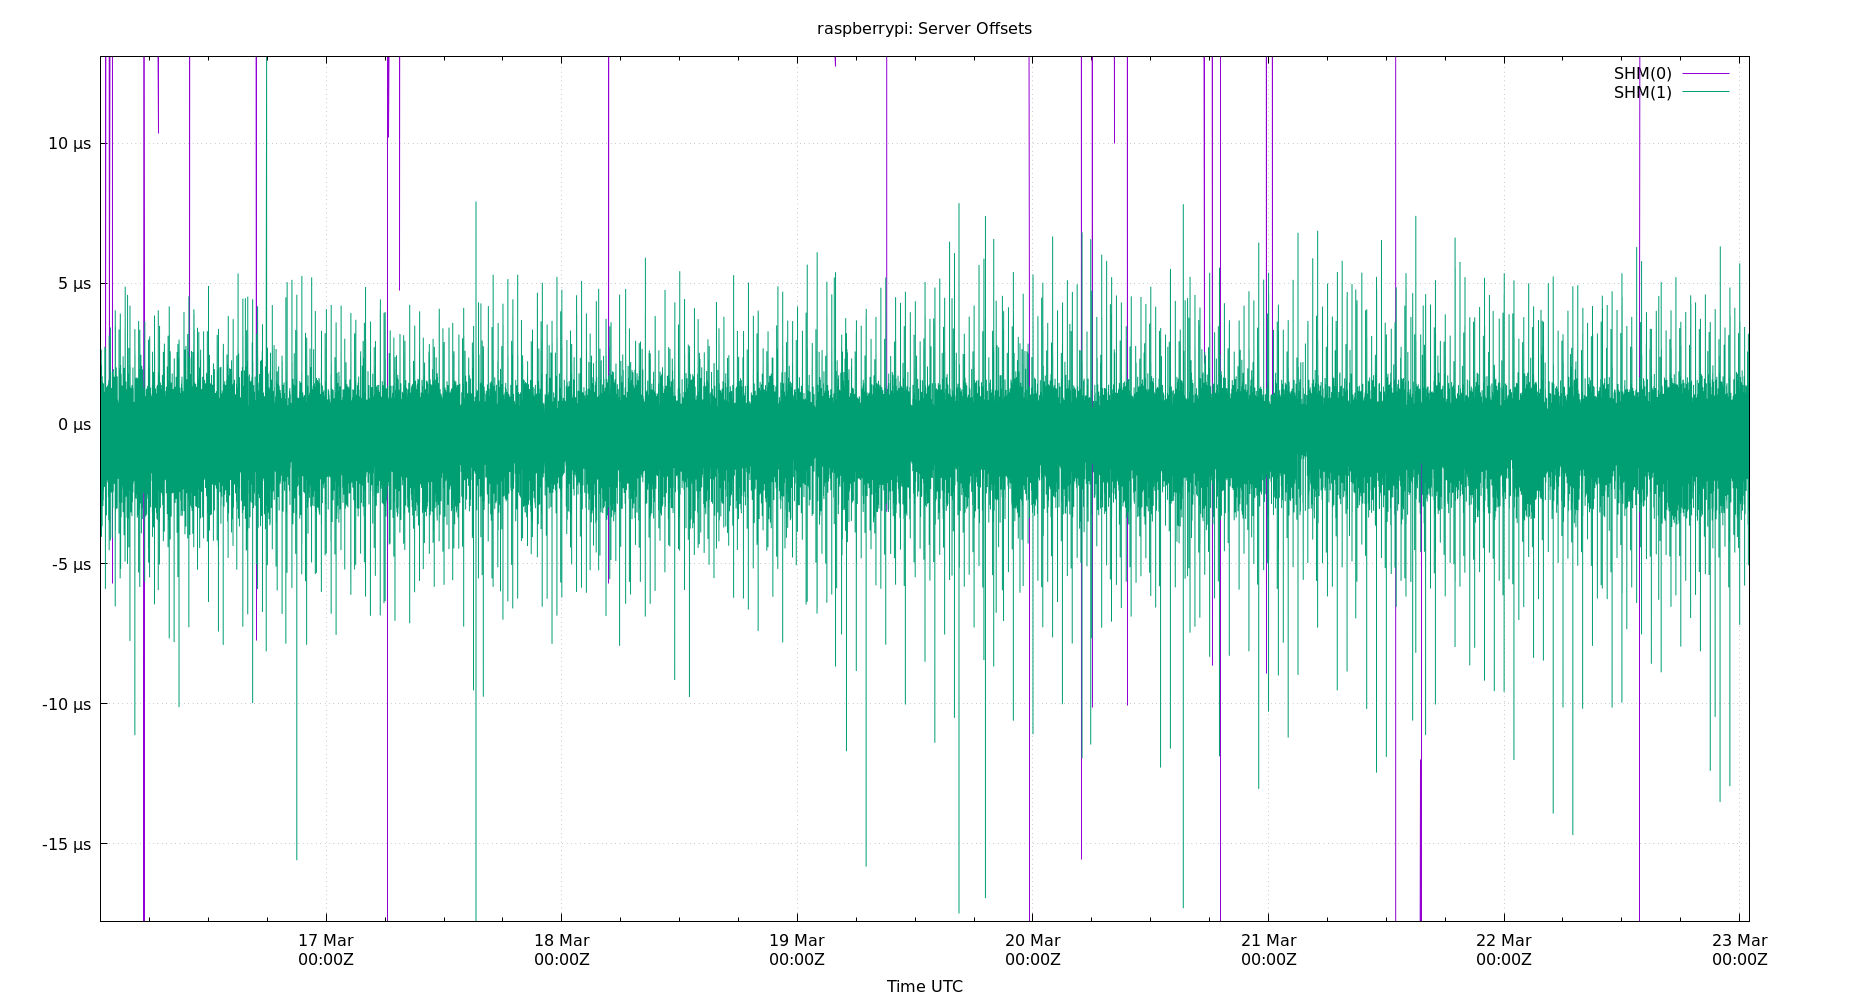 raspberrypi: Server Offsets
SHM(0)
SHM(1)
10 µs
5 µs
0 µs
-5 µs
-10 µs
-15 µs
17 Mar
00:00Z
18 Mar
00:00Z
19 Mar
00:00Z
20 Mar
00:00Z
21 Mar
00:00Z
22 Mar
00:00Z
23 Mar
00:00Z
Time UTC